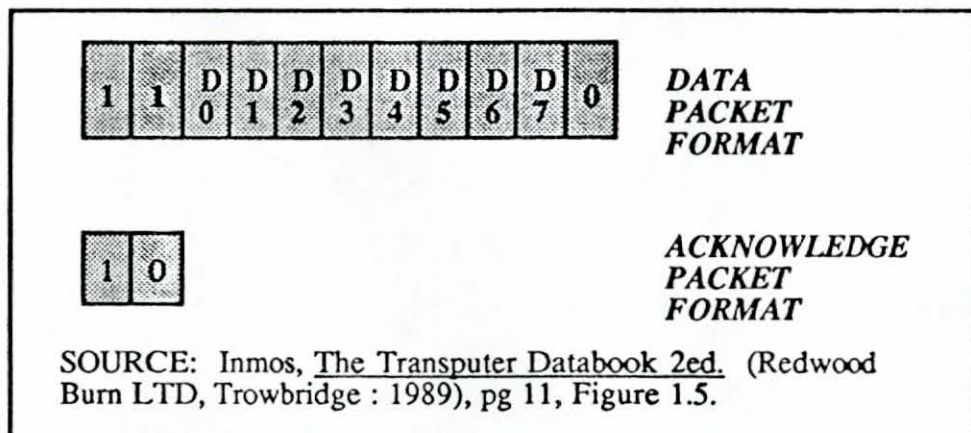 1 1 D0 D1 D2 D3 D4 D5 D6 D7 0
DATA
PACKET
FORMAT
1 0
ACKNOWLEDGE
PACKET
FORMAT
SOURCE: Inmos, The Transputer Databook 2ed. (Redwood
Burn LTD, Trowbridge : 1989), pg 11, Figure 1.5.